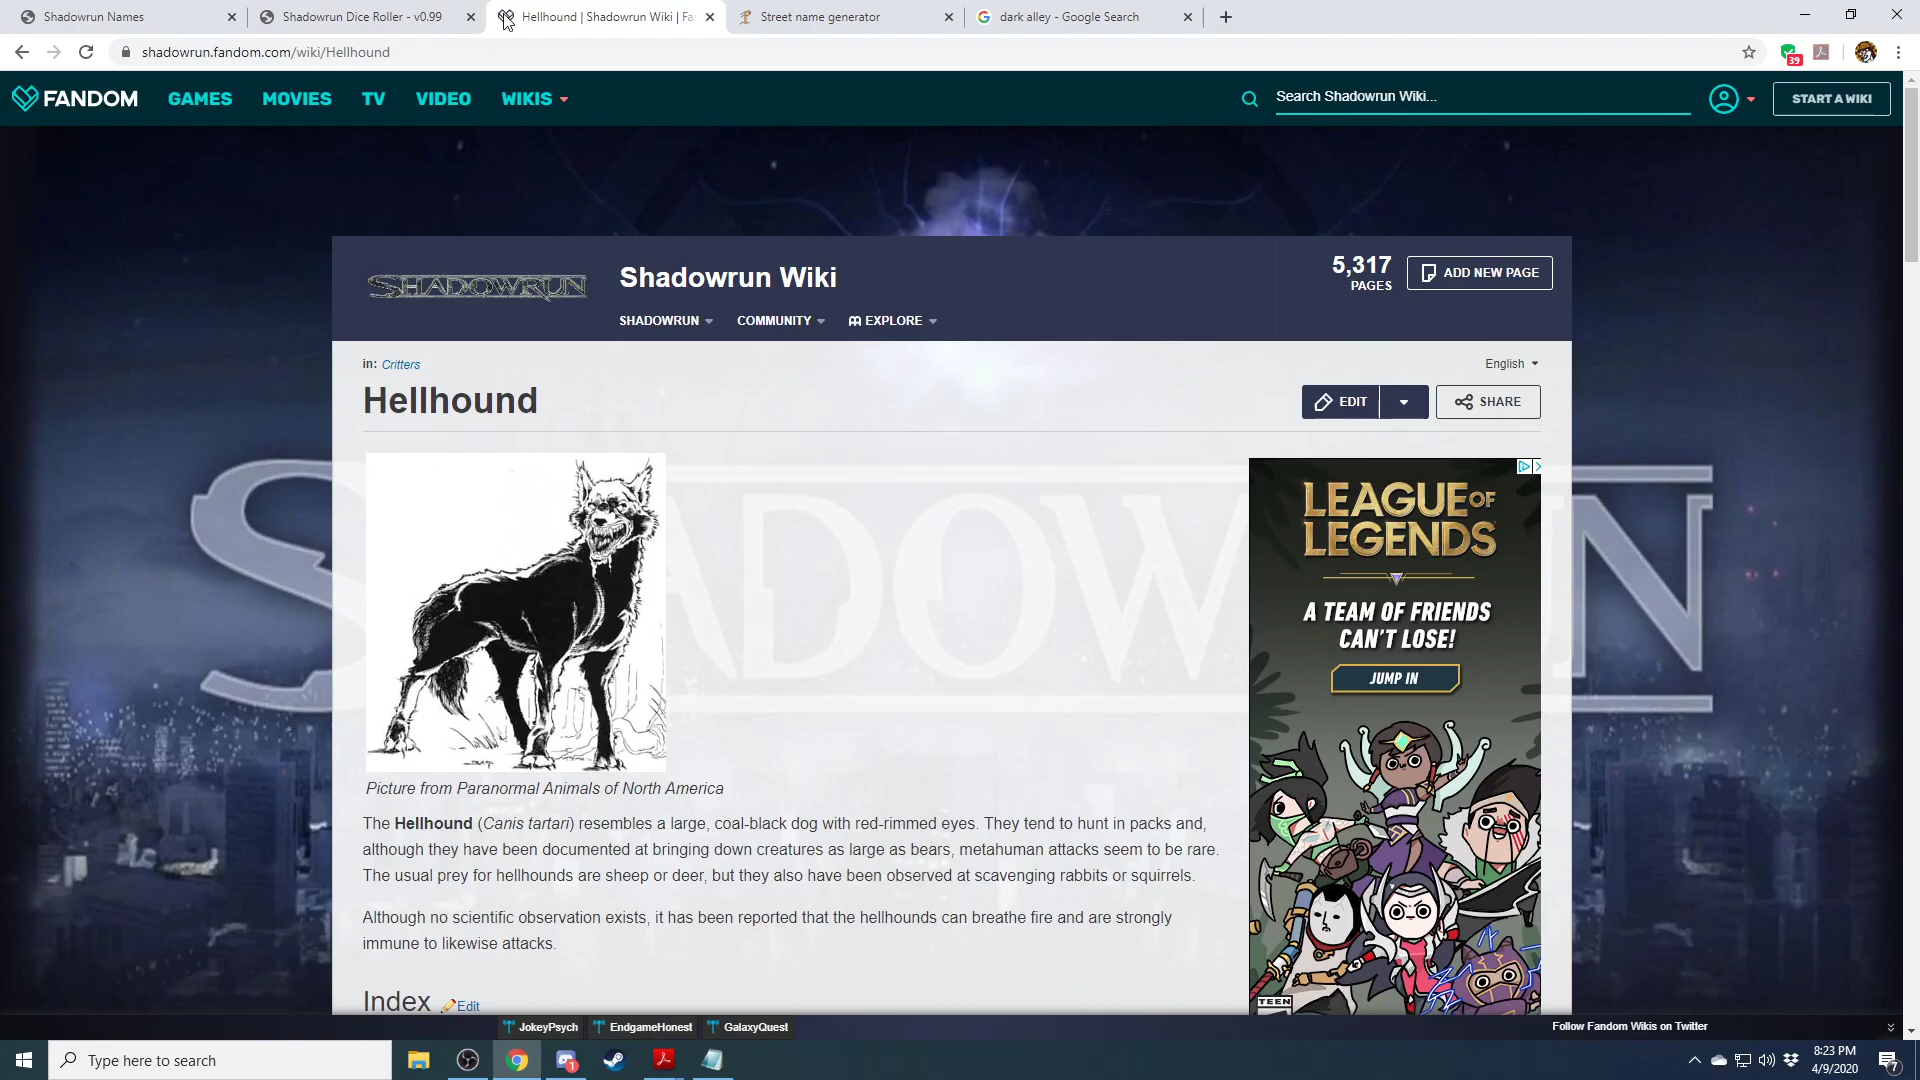 Shadowrun Names
Shadowrun Dice Roller - v0.99
Hellhound | Shadowrun Wiki | Fa
Street name generator
dark alley - Google Search
shadowrun.fandom.com/wiki/Hellhound
39
FANDOM
GAMES
MOVIES
TV
VIDEO
WIKIS
Search Shadowrun Wiki...
START A WIKI
SHADOWRUN
Shadowrun Wiki
5,317
PAGES
ADD NEW PAGE
SHADOWRUN
COMMUNITY
EXPLORE
in: Critters
English
Hellhound
EDIT
SHARE
SHADOWRUN
Picture from Paranormal Animals of North America
The Hellhound (Canis tartari) resembles a large, coal-black dog with red-rimmed eyes. They tend to hunt in packs and,
although they have been documented at bringing down creatures as large as bears, metahuman attacks seem to be rare.
The usual prey for hellhounds are sheep or deer, but they also have been observed at scavenging rabbits or squirrels.
Although no scientific observation exists, it has been reported that the hellhounds can breathe fire and are strongly
immune to likewise attacks.
Index Edit
LEAGUE OF
LEGENDS
A TEAM OF FRIENDS
CAN'T LOSE!
JUMP IN
TEEN
JokeyPsych
EndgameHonest
GalaxyQuest
Follow Fandom Wikis on Twitter
Type here to search
1
8:23 PM
4/9/2020
7